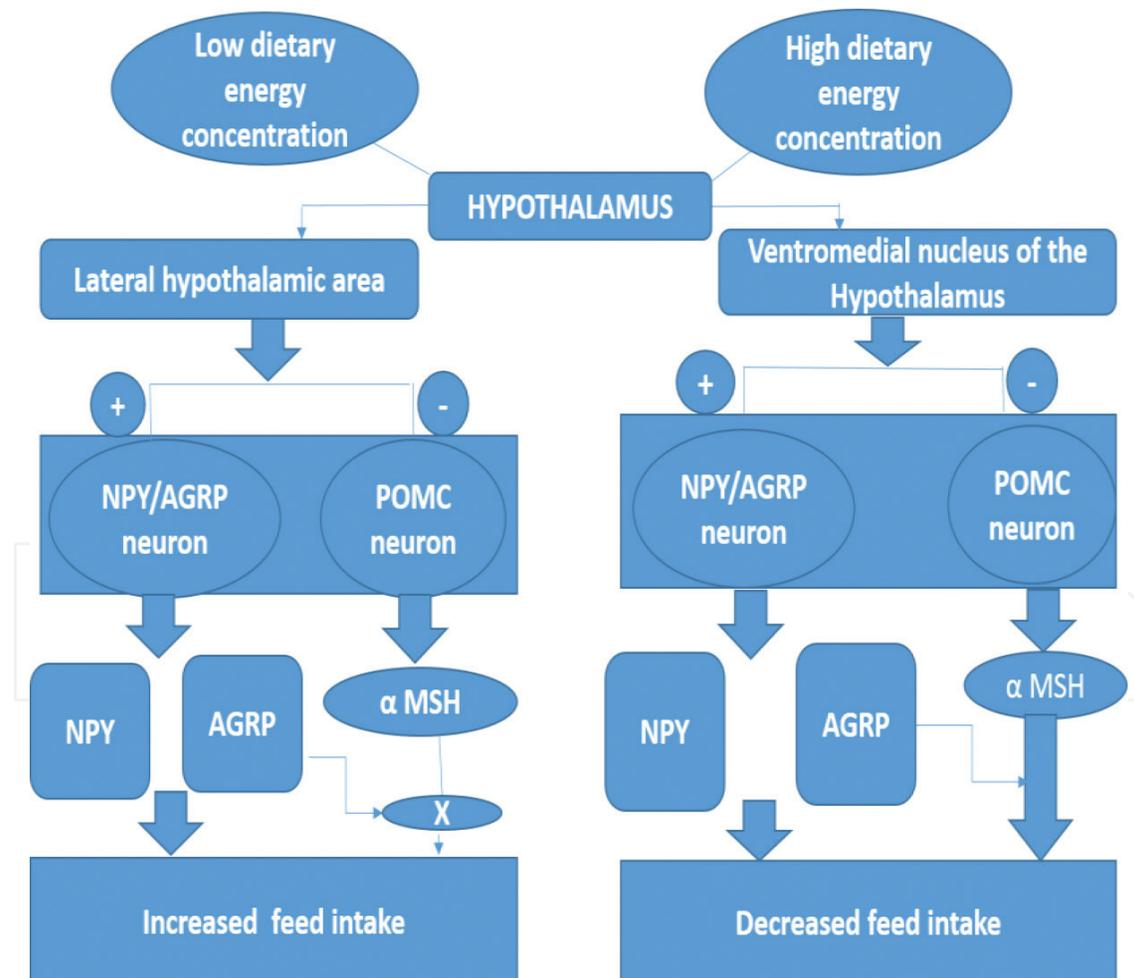 Low dietary
energy
concentration
High dietary
energy
concentration
HYPOTHALAMUS
Lateral hypothalamic area
Ventromedial nucleus of the
Hypothalamus
+
-
+
-
NPY/AGRP
neuron
POMC
neuron
NPY/AGRP
neuron
POMC
neuron
NPY
AGRP
α MSH
X
NPY
AGRP
α MSH
Increased feed intake
Decreased feed intake